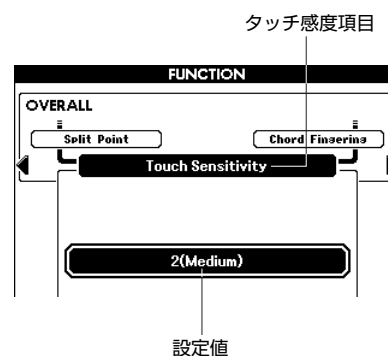 タッチ感度項目
FUNCTION
OVERALL
Split Point
Chord Fingering
Touch Sensitivity
2(Medium)
設定値